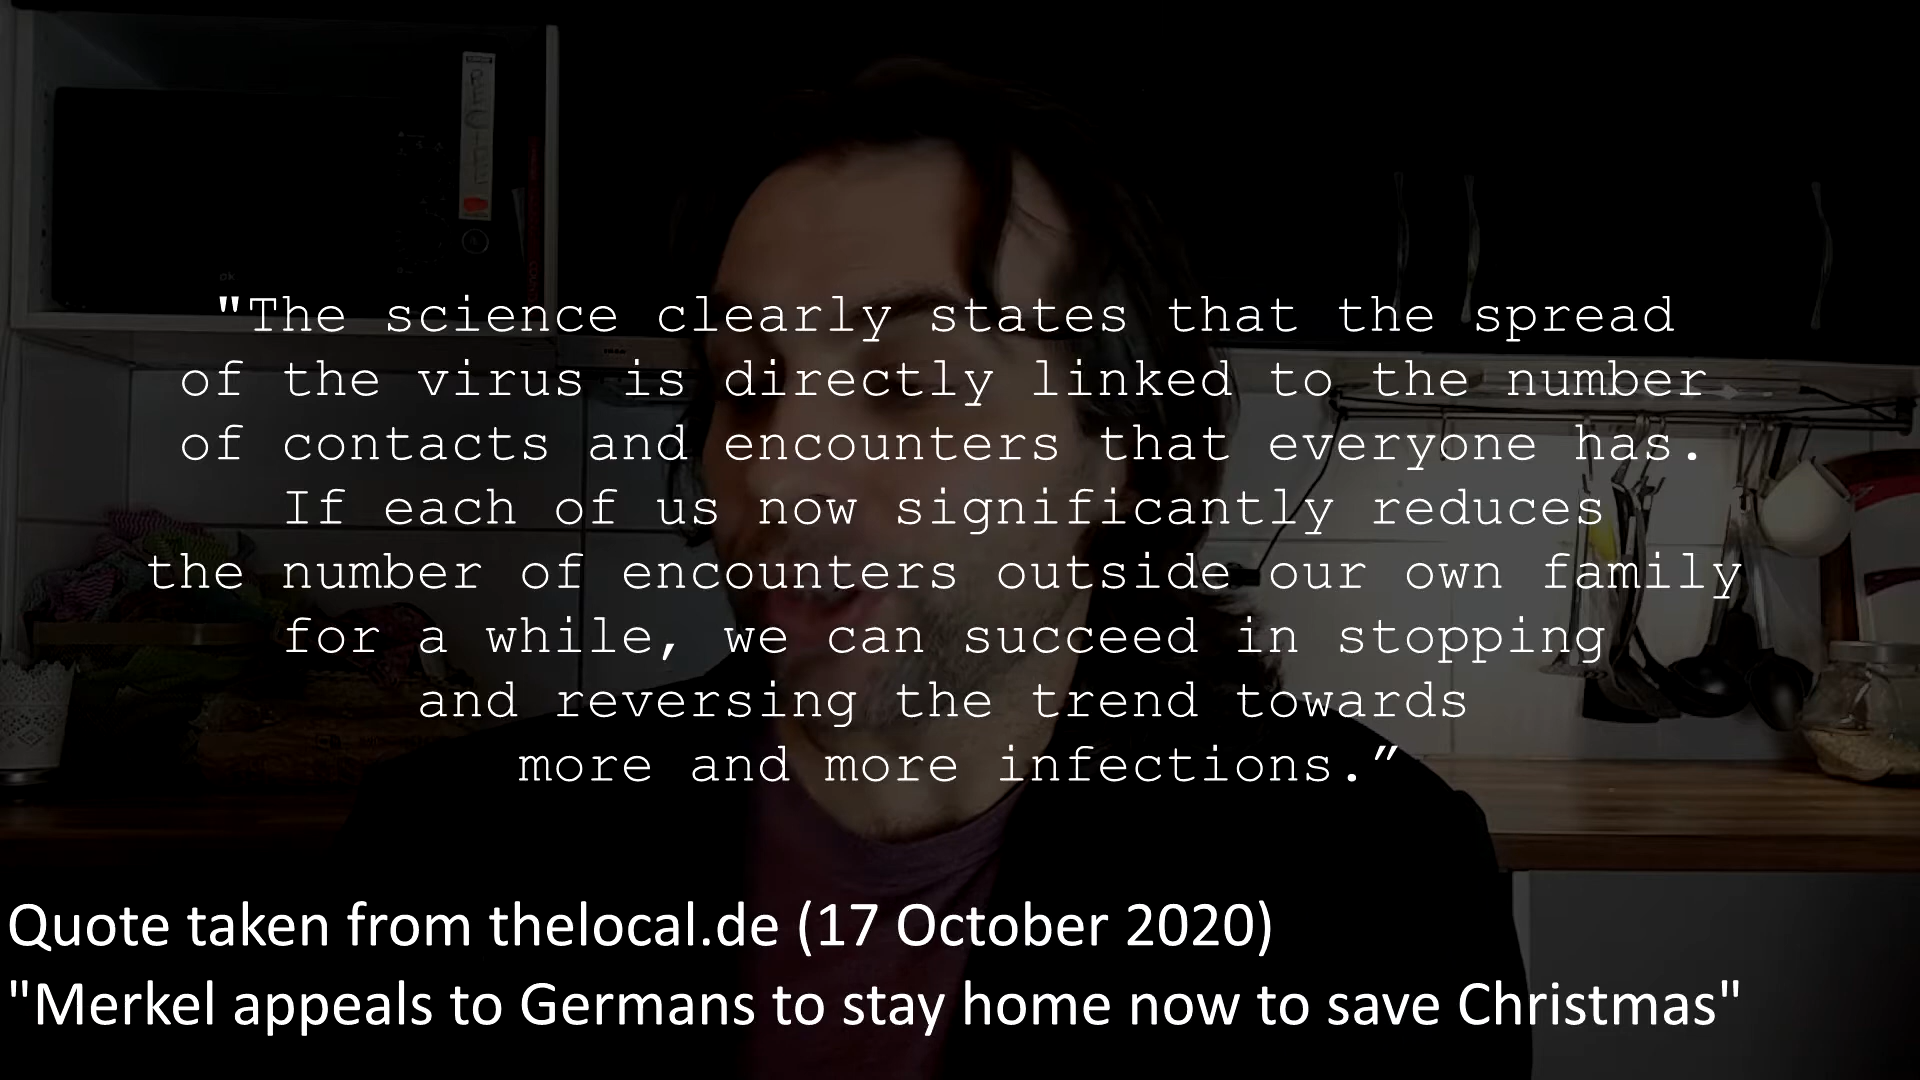 ok
"The science clearly states that the spread
of the virus is directly linked to the number
of contacts and encounters that everyone has.
If each of us now significantly reduces
the number of encounters outside our own family
for a while, we can succeed in stopping
and reversing the trend towards
more and more infections.”
Quote taken from thelocal.de (17 October 2020)
"Merkel appeals to Germans to stay home now to save Christmas"